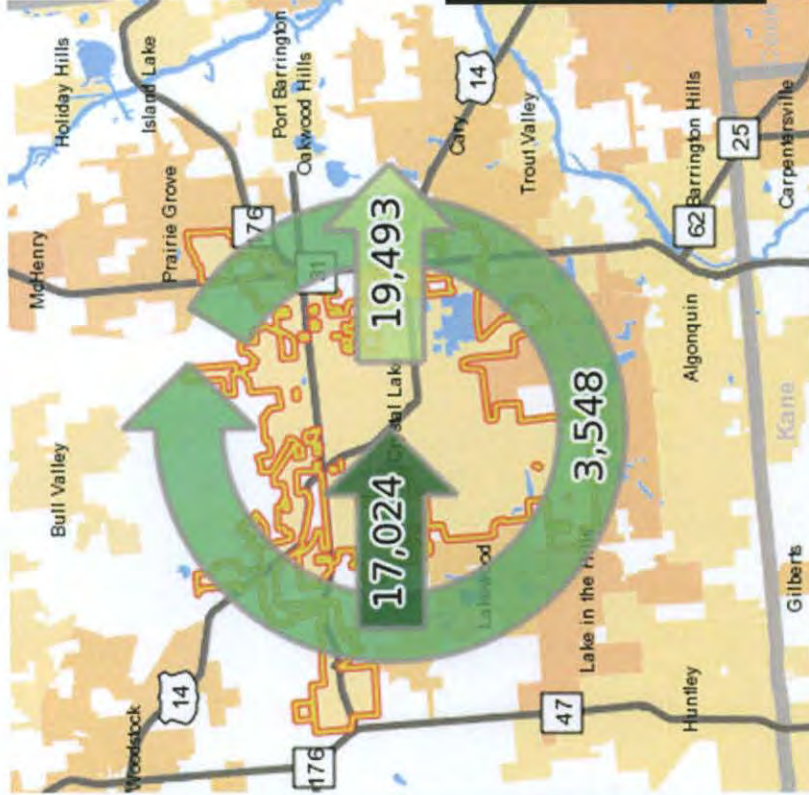 McHenry
Holiday Hills
Island Lake
Prairie Grove
Port Barrington
Oakwood Hills
Bull Valley
Woodstock
14
176
176
31
14
Cary
Trout Valley
19,493
17,024
Crystal Lake
Lakewood
3,548
Lake in the Hills
Algonquin
Barrington Hills
62
25
Carpentersville
47
Huntley
Kane
Gilberts